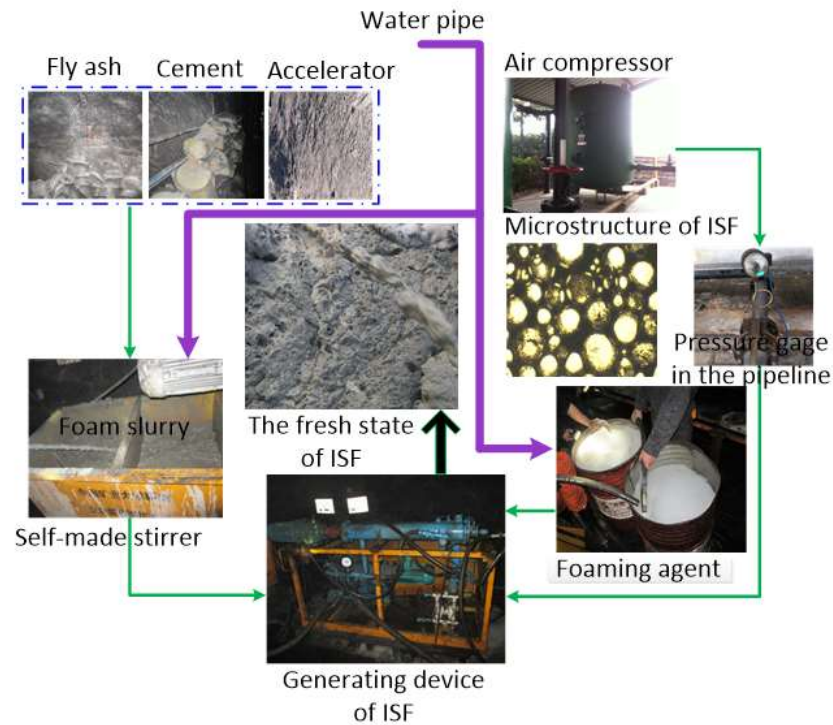 Water pipe
Fly ash
Cement
Accelerator
Air compressor
Microstructure of ISF
Pressure gage
in the pipeline
Foam slurry
The fresh state
of ISF
Self-made stirrer
Foaming agent
Generating device
of ISF